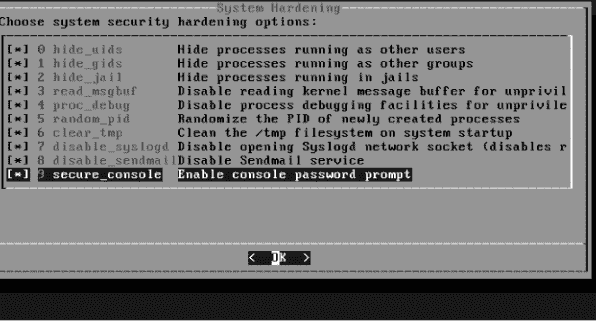 System Hardening
Choose system security hardening options:
[*] 0 hide_uids Hide processes running as other users
[*] 1 hide_gids Hide processes running as other groups
[*] 2 hide_jail Hide processes running in jails
[*] 3 read_msgbuf Disable reading kernel message buffer for unprivil
[*] 4 proc_debug Disable process debugging facilities for unprivile
[*] 5 random_pid Randomize the PID of newly created processes
[*] 6 clear_tmp Clean the /tmp filesystem on system startup
[*] 7 disable_syslogd Disable opening Syslogd network socket (disables r
[*] 8 disable_sendmail Disable Sendmail service
[*] 9 secure_console Enable console password prompt
< OK >